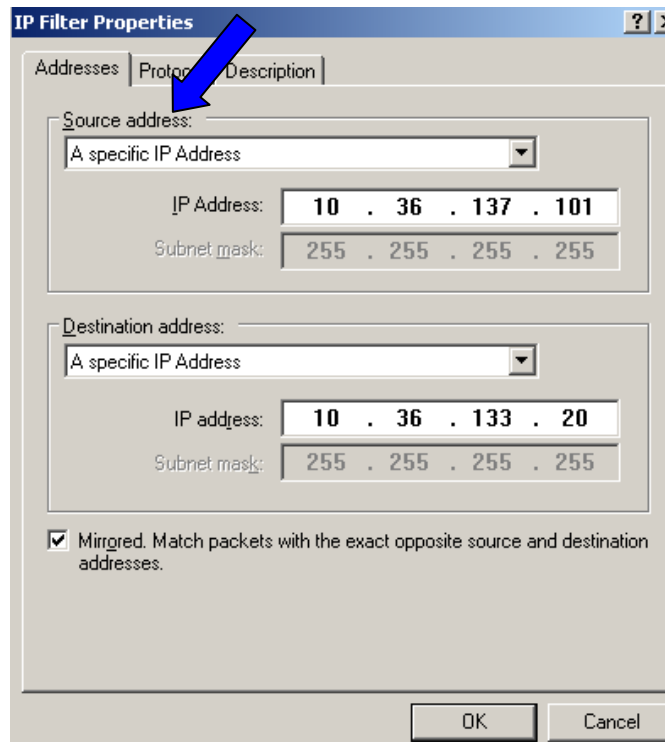 IP Filter Properties
Addresses Description
Source address:
A specific IP Address
IP Address: 10 . 36 . 137 . 101
Subnet mask: 255 . 255 . 255 . 255
Destination address:
A specific IP Address
IP address: 10 . 36 . 133 . 20
Subnet mask: 255 . 255 . 255 . 255
Mirrored. Match packets with the exact opposite source and destination
addresses.
OK Cancel